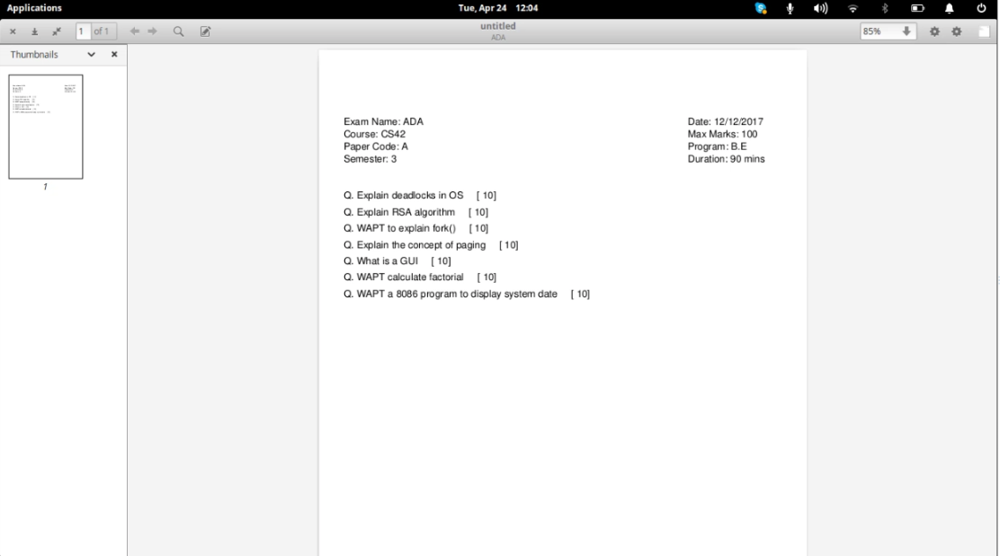 Applications
Tue, Apr 24 12:04
1 of 1
untitled
ADA
85%
Thumbnails
1
Exam Name: ADA
Course: CS42
Paper Code: A
Semester: 3
Date: 12/12/2017
Max Marks: 100
Program: B.E
Duration: 90 mins
Q. Explain deadlocks in OS [ 10]
Q. Explain RSA algorithm [ 10]
Q. WAPT to explain fork() [ 10]
Q. Explain the concept of paging [ 10]
Q. What is a GUI [ 10]
Q. WAPT calculate factorial [ 10]
Q. WAPT a 8086 program to display system date [ 10]